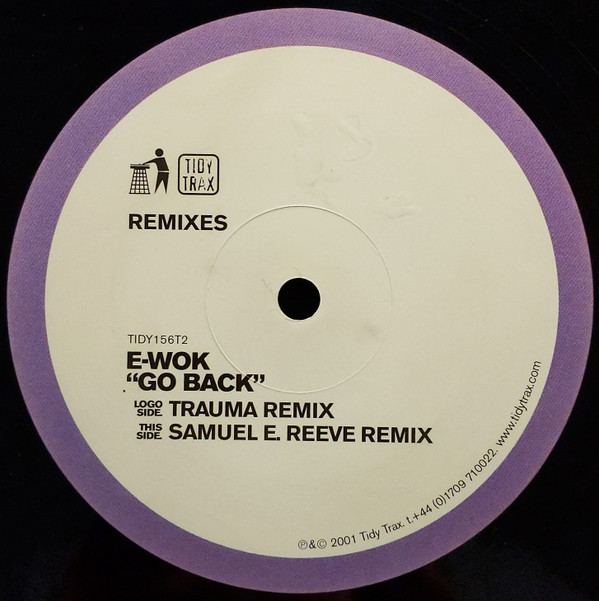 TIDY
TRAX
REMIXES
TIDY156T2
E-WOK
“GO BACK”
LOGO SIDE. TRAUMA REMIX
THIS SIDE. SAMUEL E. REEVE REMIX
℗&© 2001 Tidy Trax. t.+44 (0)1709 710022. www.tidytrax.com